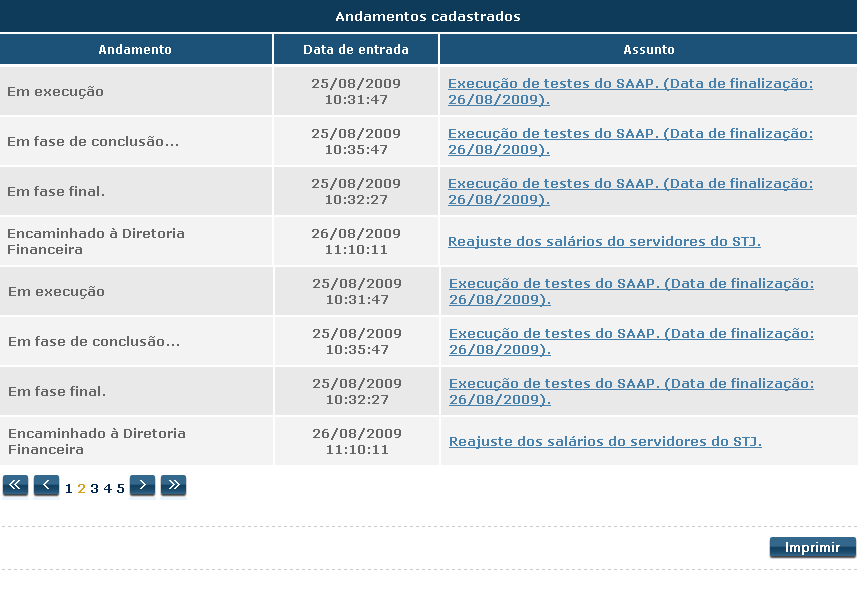 Andamentos cadastrados
Andamento Data de entrada Assunto
Em execução 25/08/2009 10:31:47 Execução de testes do SAAP. (Data de finalização: 26/08/2009).
Em fase de conclusão... 25/08/2009 10:35:47 Execução de testes do SAAP. (Data de finalização: 26/08/2009).
Em fase final. 25/08/2009 10:32:27 Execução de testes do SAAP. (Data de finalização: 26/08/2009).
Encaminhado à Diretoria Financeira 26/08/2009 11:10:11 Reajuste dos salários do servidores do STJ.
Em execução 25/08/2009 10:31:47 Execução de testes do SAAP. (Data de finalização: 26/08/2009).
Em fase de conclusão... 25/08/2009 10:35:47 Execução de testes do SAAP. (Data de finalização: 26/08/2009).
Em fase final. 25/08/2009 10:32:27 Execução de testes do SAAP. (Data de finalização: 26/08/2009).
Encaminhado à Diretoria Financeira 26/08/2009 11:10:11 Reajuste dos salários do servidores do STJ.
« < 1 2 3 4 5 > »
Imprimir